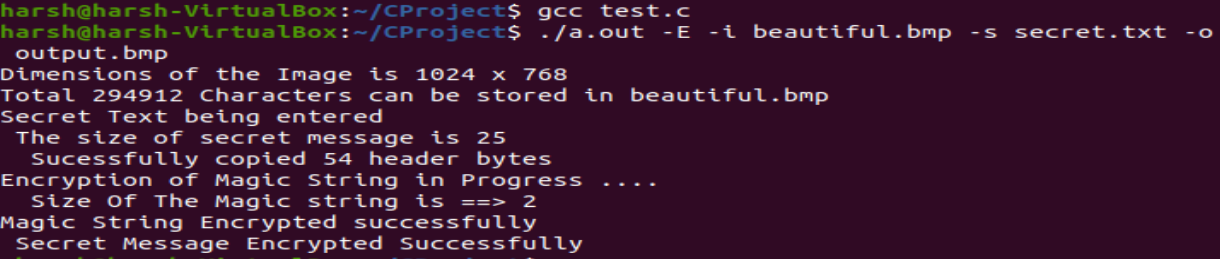 harsh@harsh-VirtualBox:~/CProject$ gcc test.c
harsh@harsh-VirtualBox:~/CProject$ ./a.out -E -i beautiful.bmp -s secret.txt -o
output.bmp
Dimensions of the Image is 1024 x 768
Total 294912 Characters can be stored in beautiful.bmp
Secret Text being entered
The size of secret message is 25
Sucessfully copied 54 header bytes
Encryption of Magic String in Progress ....
Size Of The Magic string is ==> 2
Magic String Encrypted successfully
Secret Message Encrypted Successfully